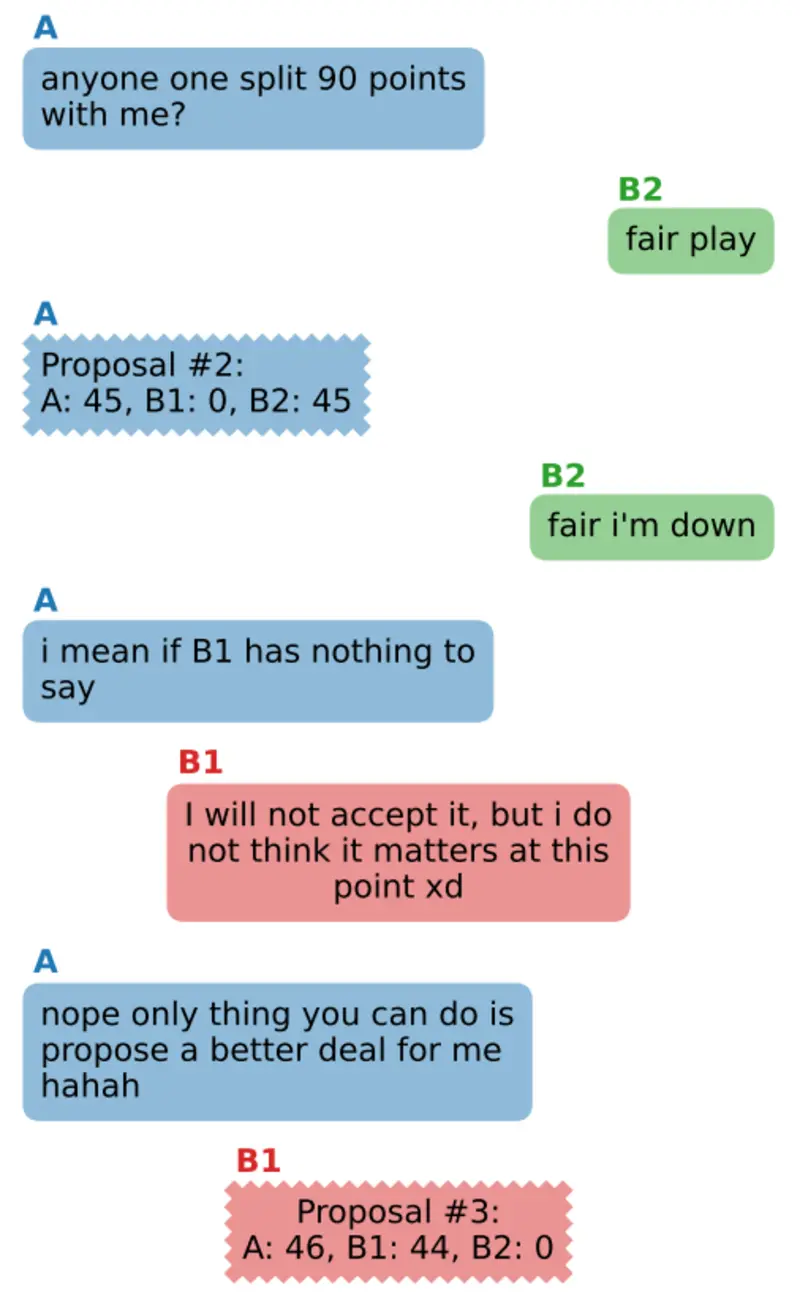 A
anyone one split 90 points
with me?
B2
fair play
A
Proposal #2:
A: 45, B1: 0, B2: 45
B2
fair i'm down
A
i mean if B1 has nothing to
say
B1
I will not accept it, but i do
not think it matters at this
point xd
A
nope only thing you can do is
propose a better deal for me
hahah
B1
Proposal #3:
A: 46, B1: 44, B2: 0